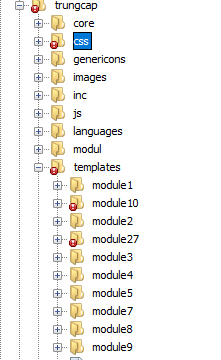 trungcap
core
css
genericons
images
inc
js
languages
modul
templates
module1
module10
module2
module27
module3
module4
module5
module7
module8
module9